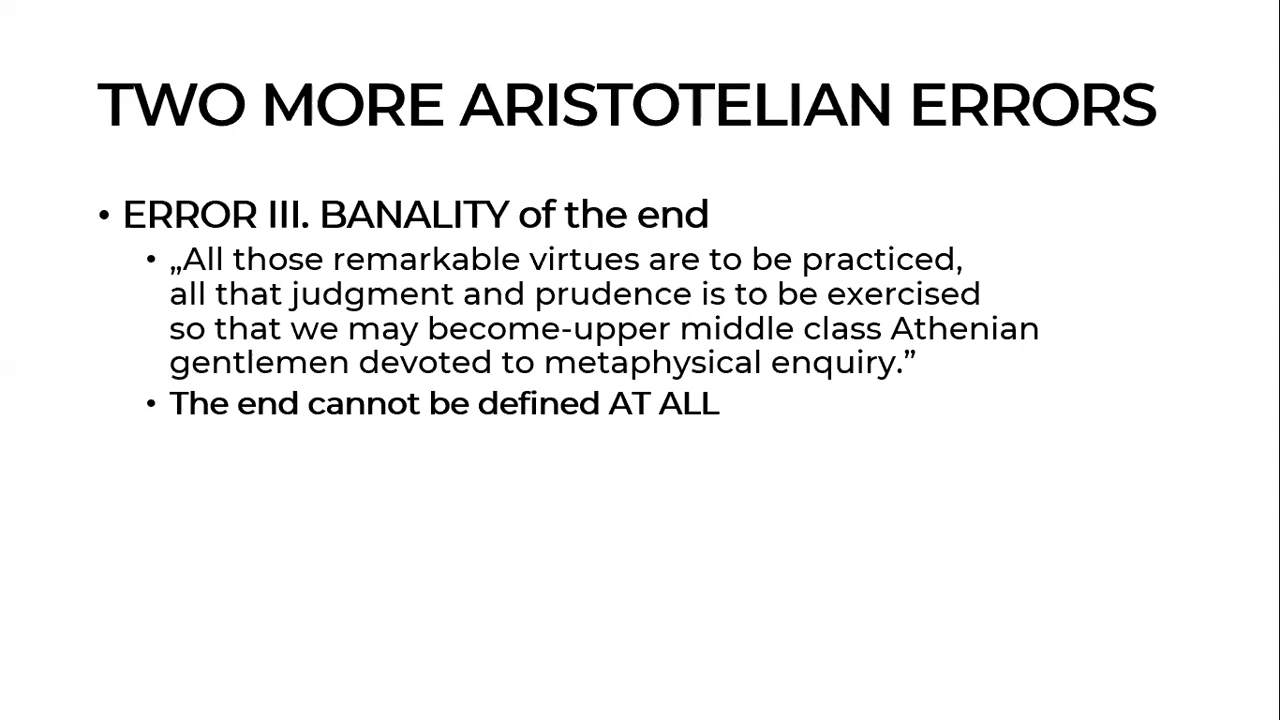 TWO MORE ARISTOTELIAN ERRORS
• ERROR III. BANALITY of the end
• „All those remarkable virtues are to be practiced,
all that judgment and prudence is to be exercised
so that we may become-upper middle class Athenian
gentlemen devoted to metaphysical enquiry.”
• The end cannot be defined AT ALL